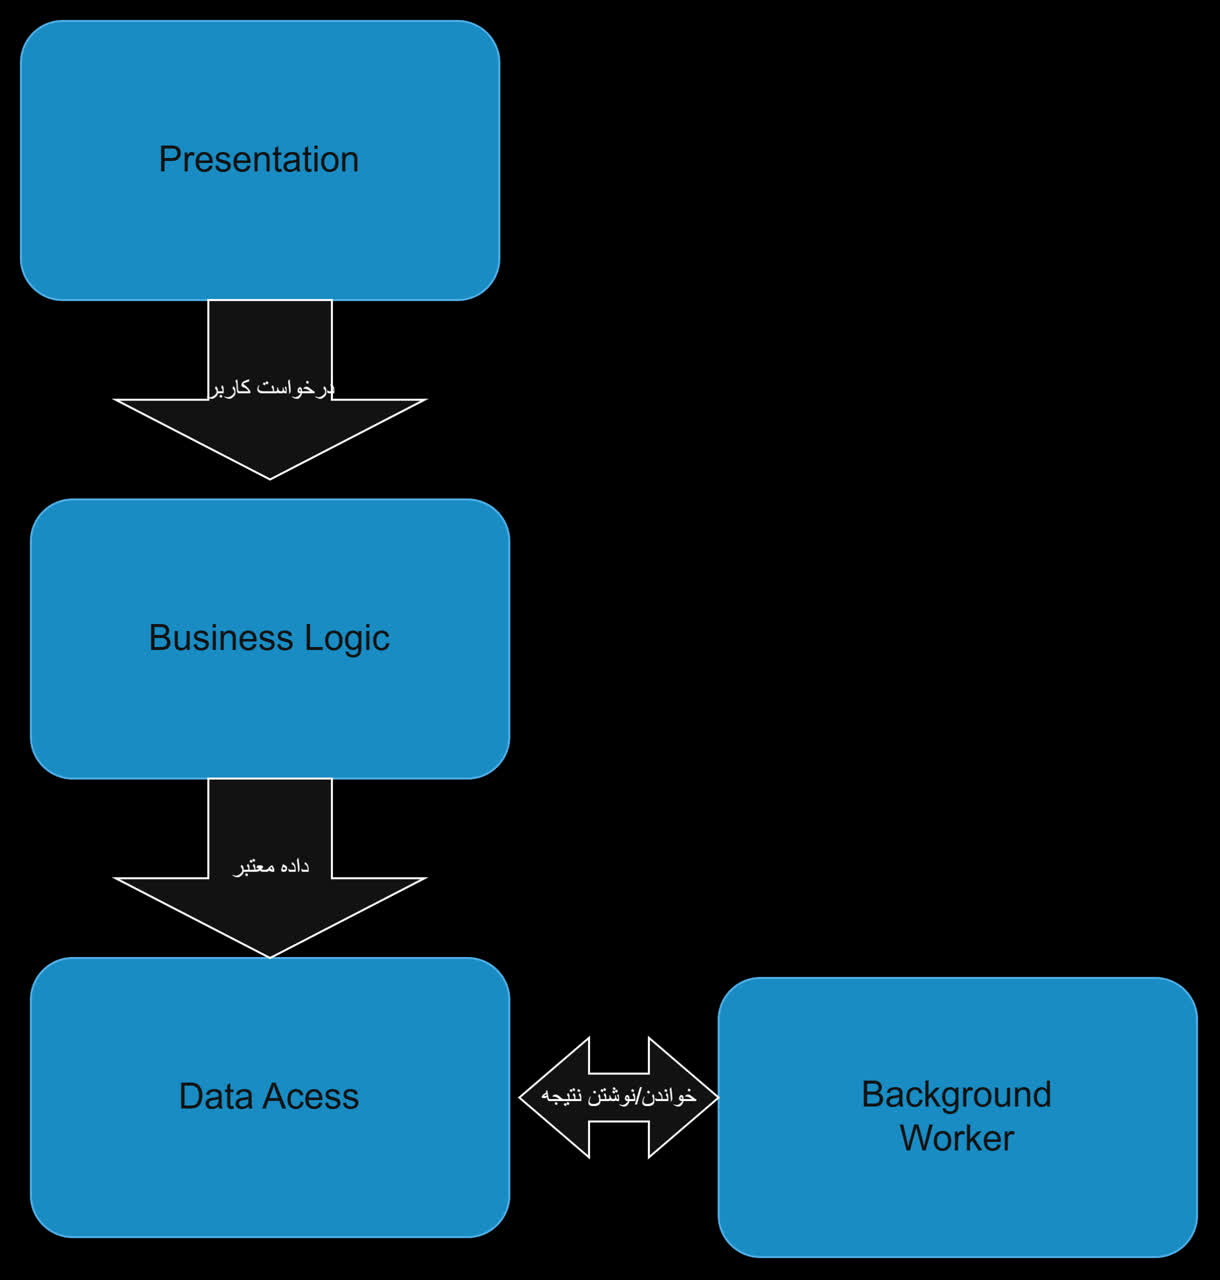 Presentation
درخواست کاربر
Business Logic
داده معتبر
Data Acess
خواندن/نوشتن نتیجه
Background
Worker